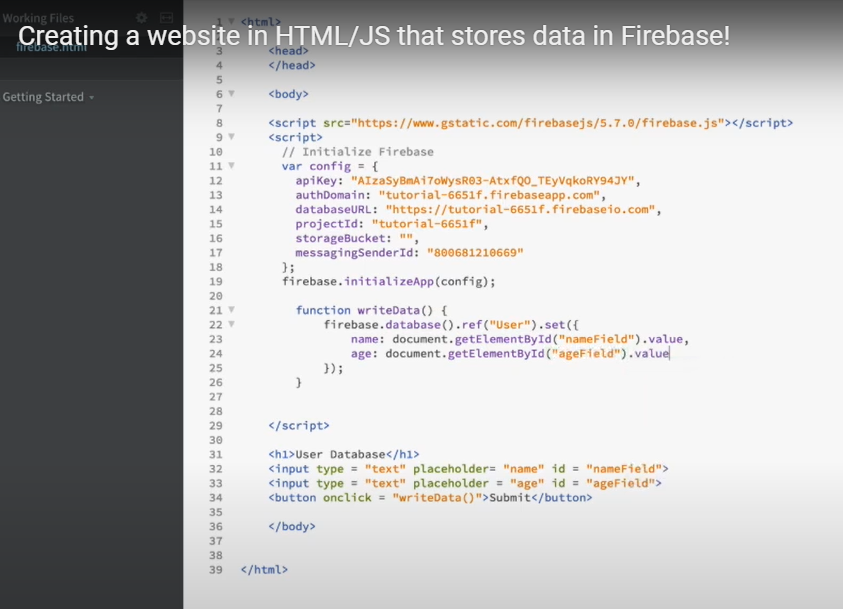 Working Files
Creating a website in HTML/JS that stores data in Firebase!
firebase.html
Getting Started
1 <html>
3 <head>
4 </head>
5
6 <body>
7
8 <script src="https://www.gstatic.com/firebasejs/5.7.0/firebase.js"></script>
9 <script>
10 // Initialize Firebase
11 var config = {
12 apiKey: "AIzaSyBmAi7oWysR03-AtxfQO_TEyVqkoRY94JY",
13 authDomain: "tutorial-6651f.firebaseapp.com",
14 databaseURL: "https://tutorial-6651f.firebaseio.com",
15 projectId: "tutorial-6651f",
16 storageBucket: "",
17 messagingSenderId: "800681210669"
18 };
19 firebase.initializeApp(config);
20
21 function writeData() {
22 firebase.database().ref("User").set({
23 name: document.getElementById("nameField").value,
24 age: document.getElementById("ageField").value
25 });
26 }
27
28
29 </script>
30
31 <h1>User Database</h1>
32 <input type = "text" placeholder= "name" id = "nameField">
33 <input type = "text" placeholder = "age" id = "ageField">
34 <button onclick = "writeData()">Submit</button>
35
36 </body>
37
38
39 </html>